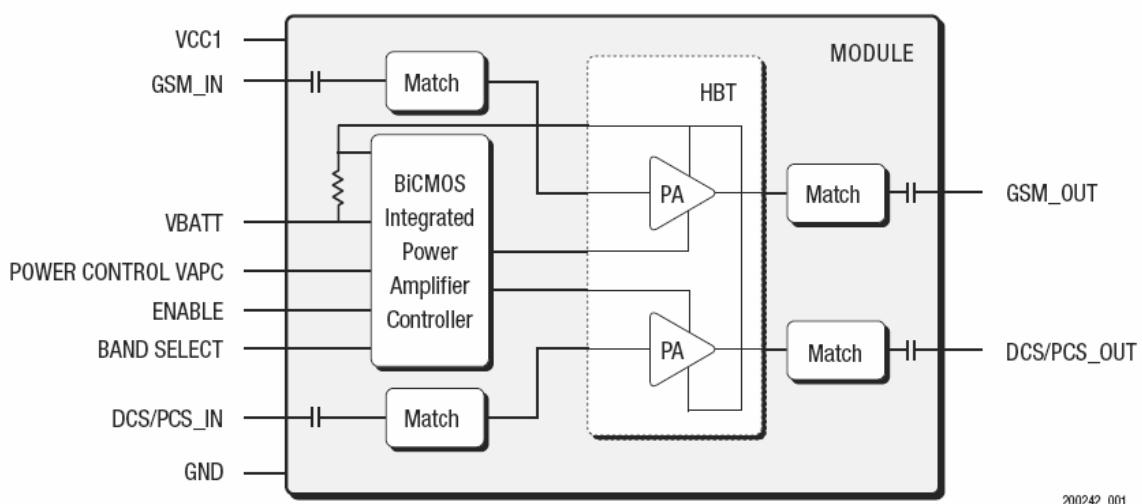 MODULE
VCC1
GSM_IN
Match
HBT
BiCMOS
Integrated
Power
Amplifier
Controller
PA
Match
GSM_OUT
VBATT
POWER CONTROL VAPC
ENABLE
BAND SELECT
PA
Match
DCS/PCS_OUT
DCS/PCS_IN
Match
GND
200242_001